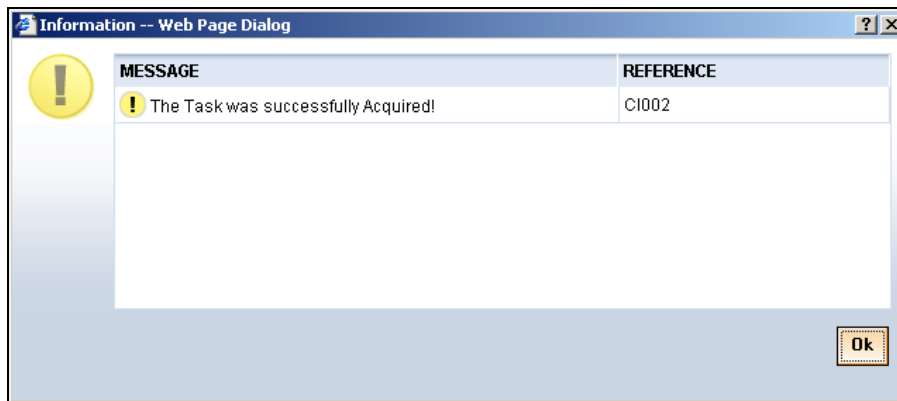 Information -- Web Page Dialog
MESSAGE REFERENCE
The Task was successfully Acquired! CI002
Ok